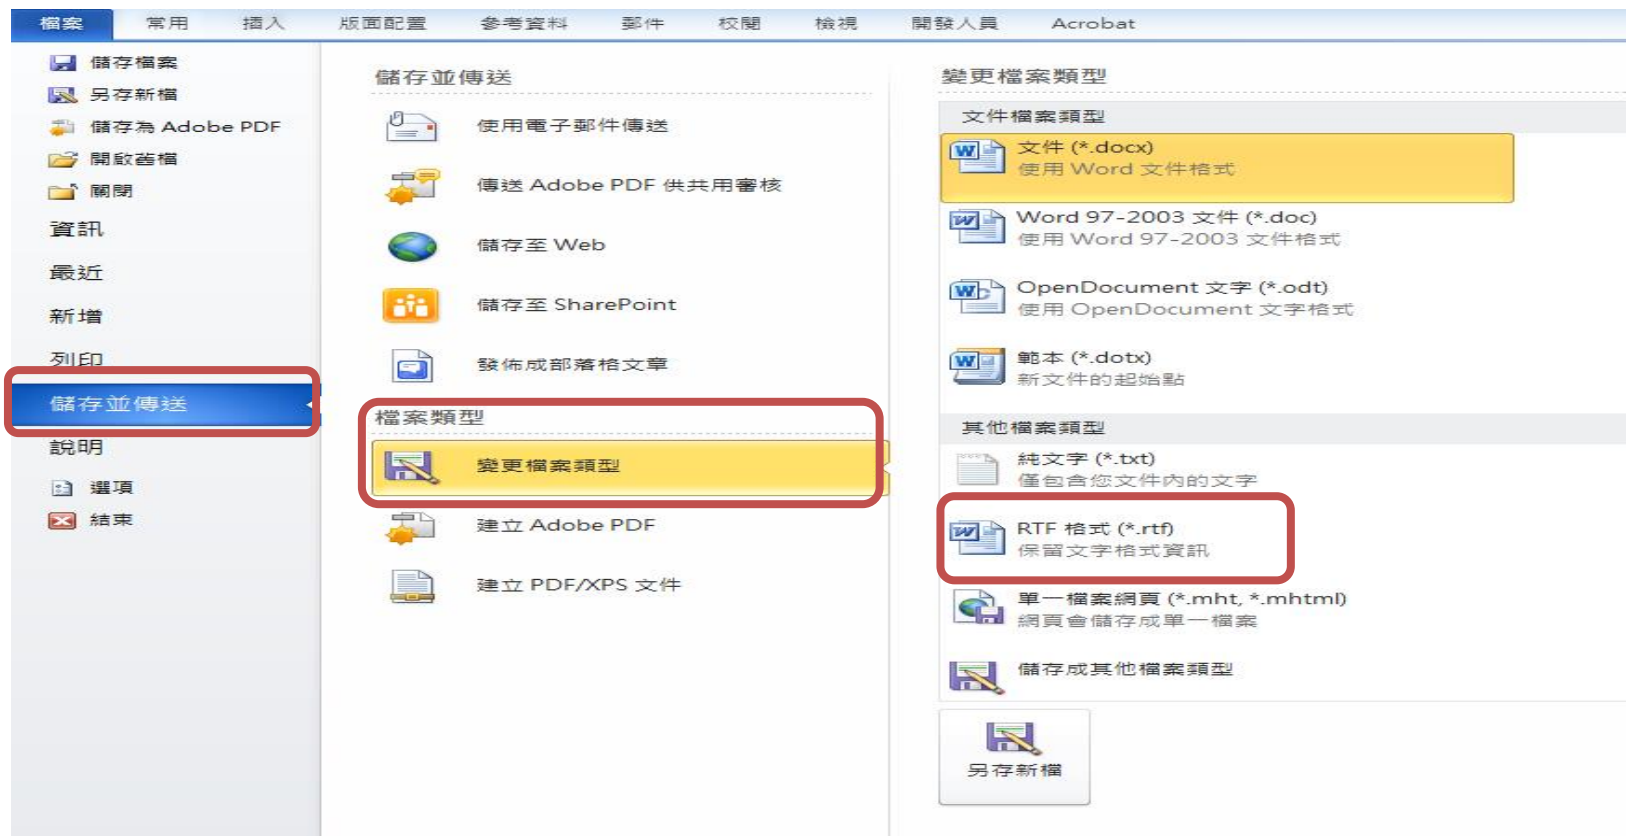 檔案 常用 插入 版面配置 參考資料 郵件 校閱 檢視 開發人員 Acrobat
儲存檔案
另存新檔
儲存為 Adobe PDF
開啟舊檔
關閉
資訊
最近
新增
列印
儲存並傳送
說明
選項
結束
儲存並傳送
使用電子郵件傳送
傳送 Adobe PDF 供共用審核
儲存至 Web
儲存至 SharePoint
發佈成部落格文章
檔案類型
變更檔案類型
建立 Adobe PDF
建立 PDF/XPS 文件
變更檔案類型
文件檔案類型
文件 (*.docx)
使用 Word 文件格式
Word 97-2003 文件 (*.doc)
使用 Word 97-2003 文件格式
OpenDocument 文字 (*.odt)
使用 OpenDocument 文字格式
範本 (*.dotx)
新文件的起始點
其他檔案類型
純文字 (*.txt)
僅包含您文件內的文字
RTF 格式 (*.rtf)
保留文字格式資訊
單一檔案網頁 (*.mht, *.mhtml)
網頁會儲存成單一檔案
儲存成其他檔案類型
另存新檔